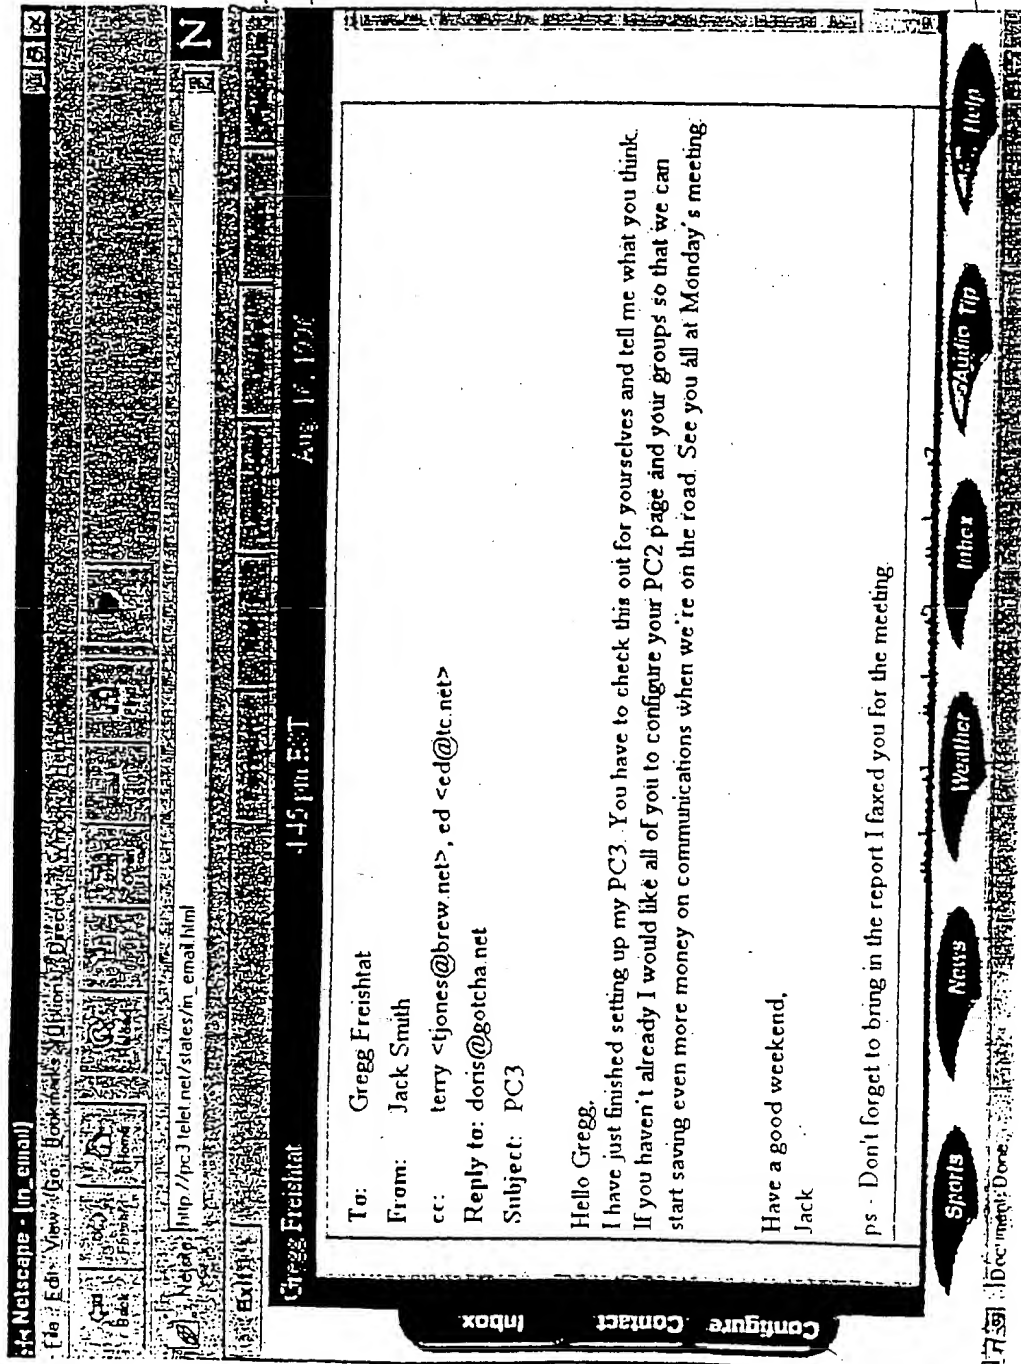 Netscape - [in_email]
File Edit View Go Bookmarks Options Directory Window Help
Back Forward Home
http://pc3.telet.net/states/in_email.html
Exit
Gregg Freishtat 4:45 pm EST Aug.
To: Gregg Freishtat
From: Jack Smith
cc: terry <tjones@brew.net>, ed <ed@tc.net>
Reply to: doris@gotcha.net
Subject: PC3
Hello Gregg,
I have just finished setting up my PC3. You have to check this out for yourselves and tell me what you think.
If you haven't already I would like all of you to configure your PC2 page and your groups so that we can
start saving even more money on communications when we're on the road. See you all at Monday's meeting.
Have a good weekend,
Jack
ps - Don't forget to bring in the report I faxed you for the meeting.
Inbox
Contact
Configure
Sports News Weather Inbox Audio Tip Help
Document: Done